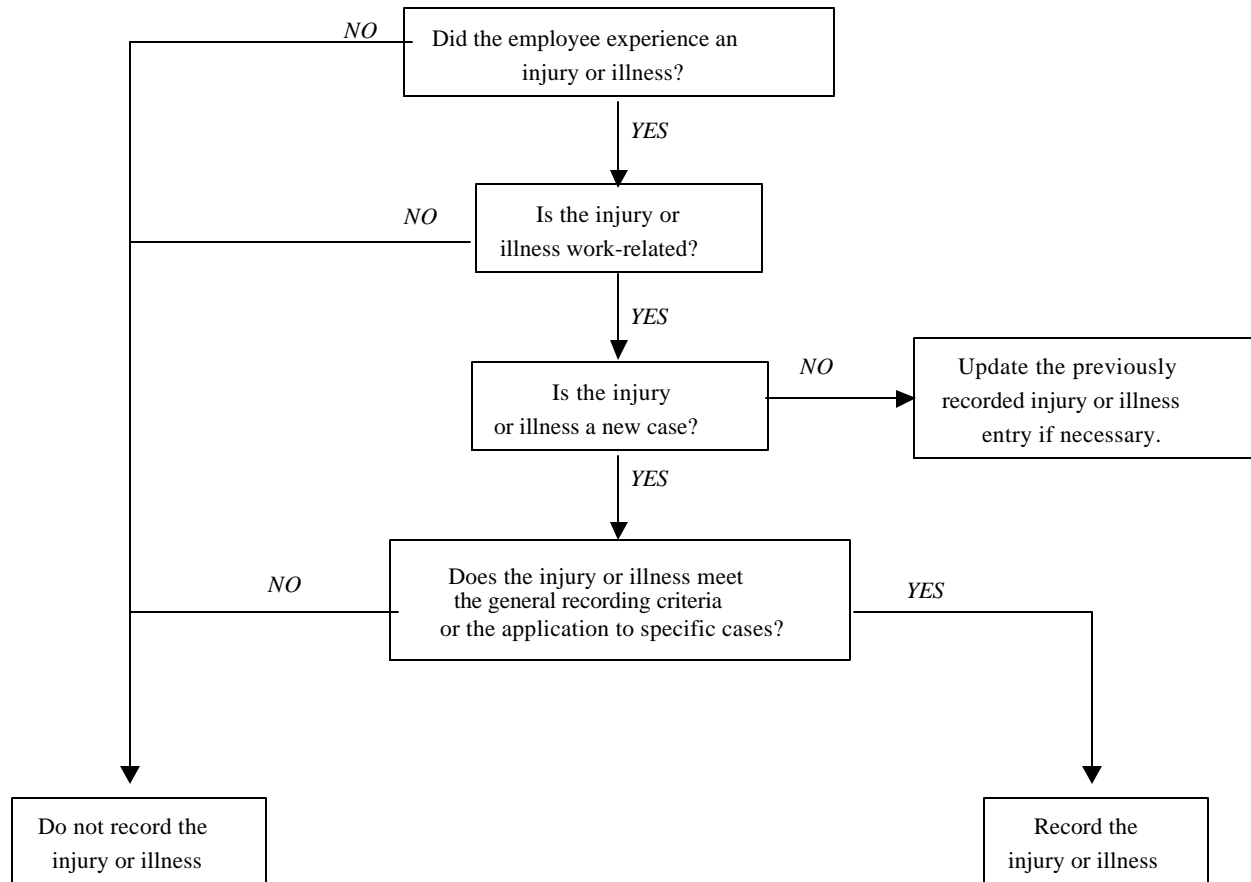 NO
Did the employee experience an
injury or illness?
YES
NO
Is the injury or
illness work-related?
YES
Is the injury
or illness a new case?
NO
Update the previously
recorded injury or illness
entry if necessary.
YES
NO
Does the injury or illness meet
the general recording criteria
or the application to specific cases?
YES
Do not record the
injury or illness
Record the
injury or illness